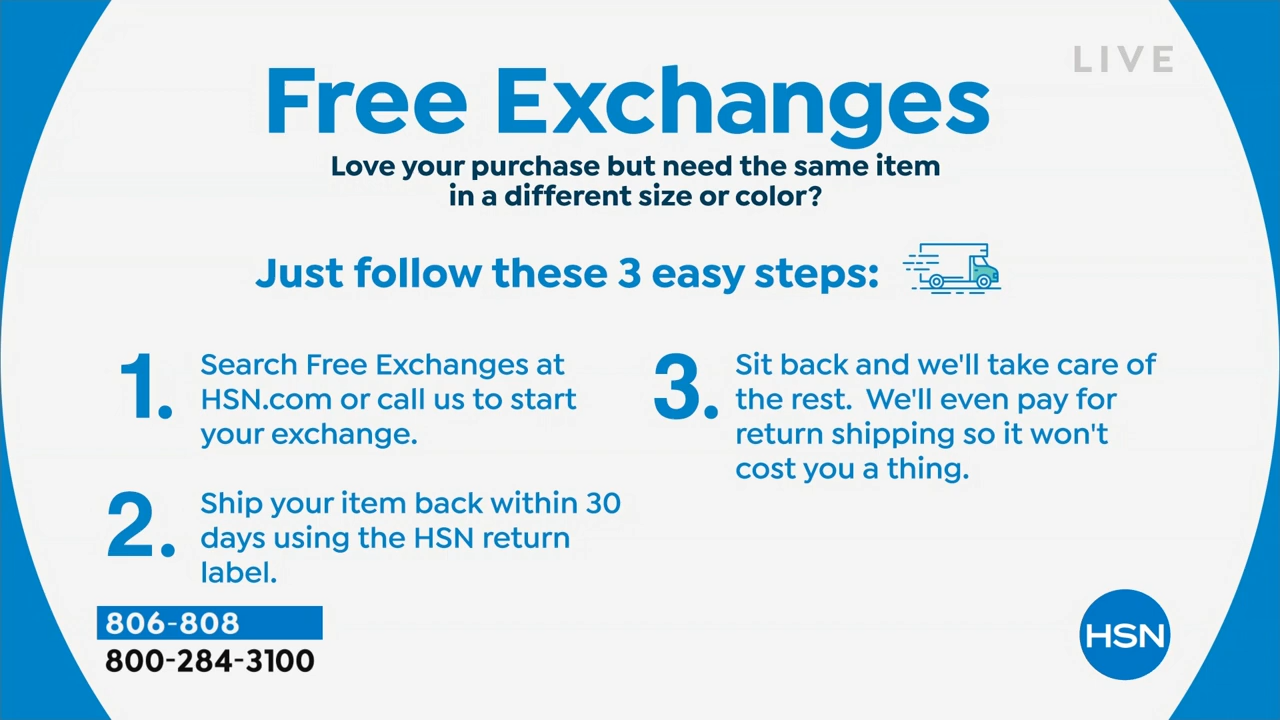 LIVE
Free Exchanges
Love your purchase but need the same item
in a different size or color?
Just follow these 3 easy steps:
1. Search Free Exchanges at
HSN.com or call us to start
your exchange.
2. Ship your item back within 30
days using the HSN return
label.
3. Sit back and we'll take care of
the rest. We'll even pay for
return shipping so it won't
cost you a thing.
806-808
800-284-3100
HSN